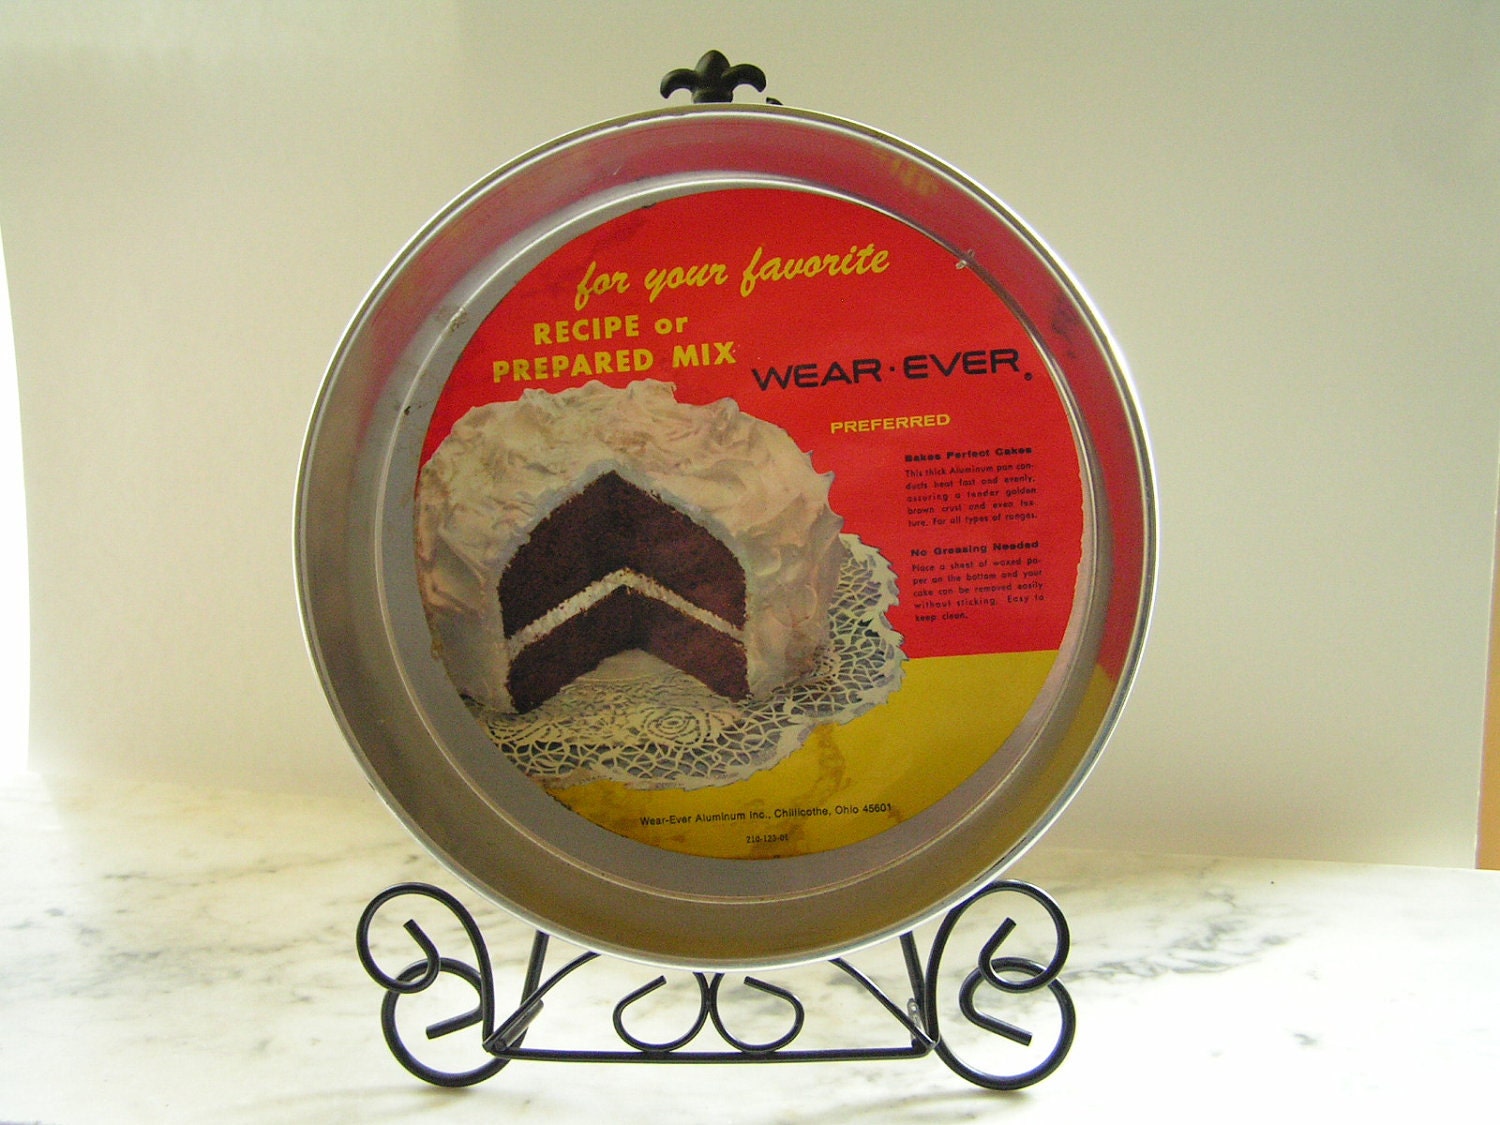 for your favorite
RECIPE or
PREPARED MIX
WEAR·EVER®
PREFERRED
Bakes Perfect Cakes
This thick Aluminum pan con-
ducts heat fast and evenly,
assuring a tender golden
brown crust and even tex-
ture. For all types of ranges.
No Greasing Needed
Place a sheet of waxed pa-
per on the bottom and your
cake can be removed easily
without sticking. Easy to
keep clean.
Wear-Ever Aluminum Inc., Chillicothe, Ohio 45601
210-123-01